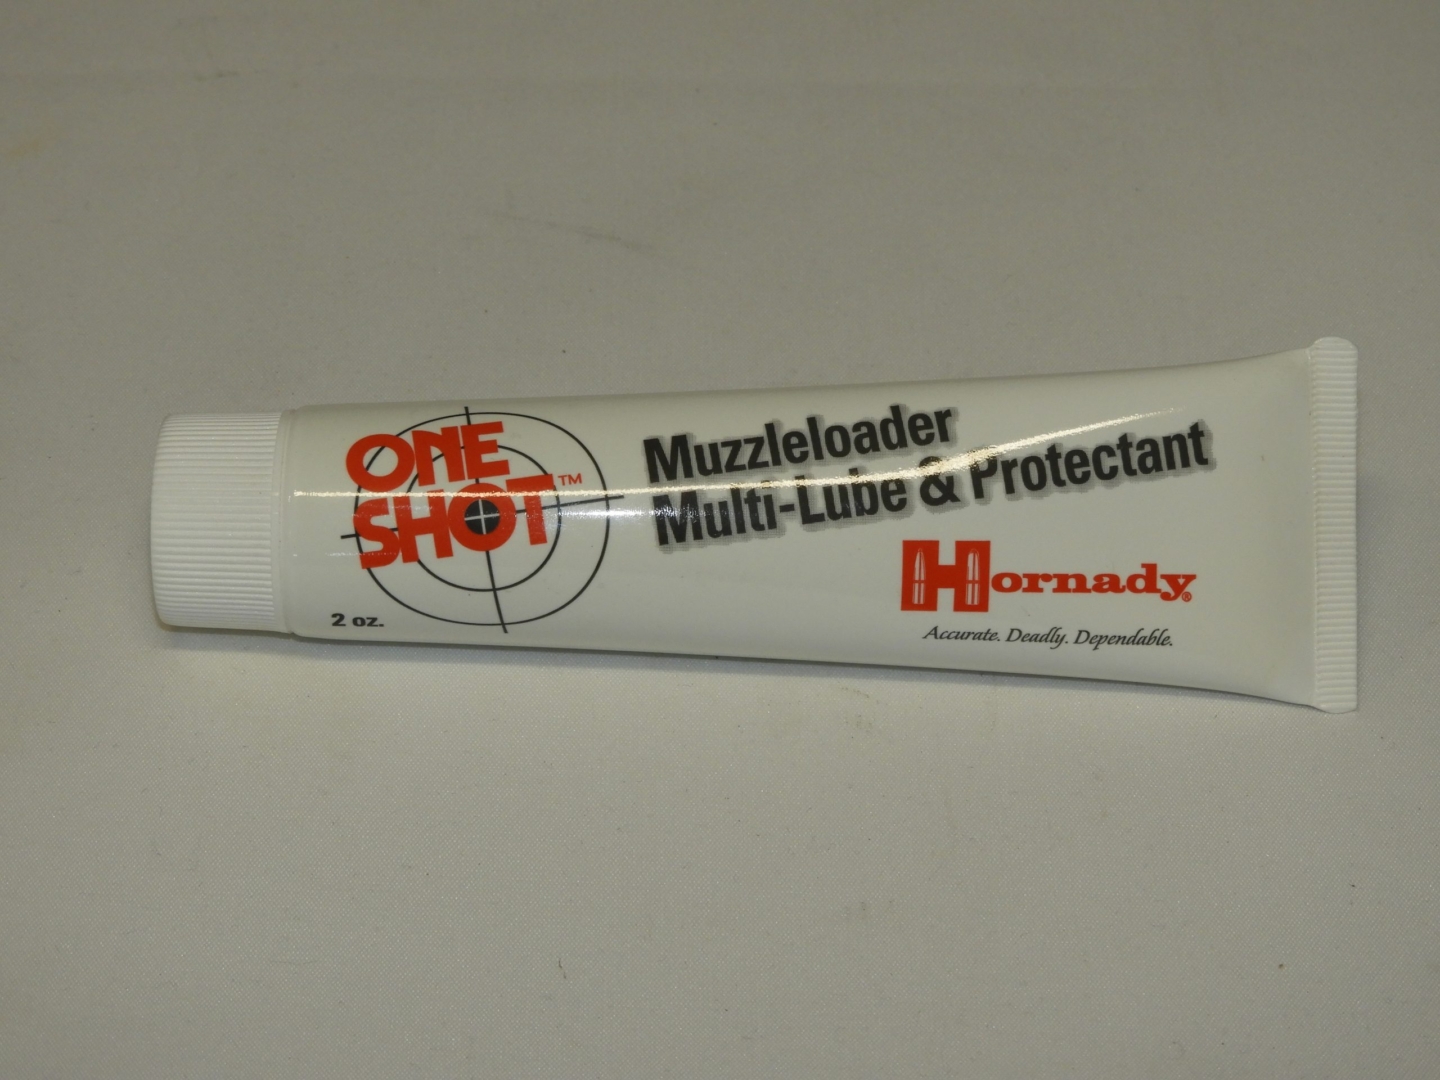 ONE
SHOT™
2 oz.
Muzzleloader
Multi-Lube & Protectant
Hornady®
Accurate. Deadly. Dependable.